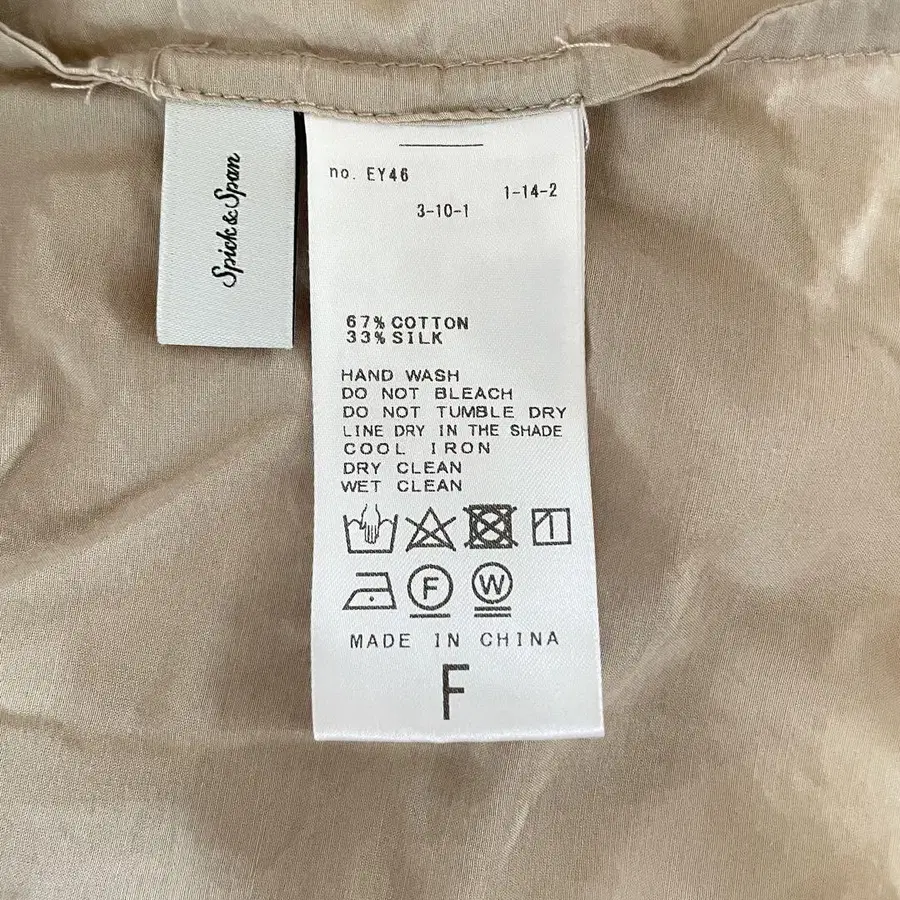 Spick & Span
no. EY46
1-14-2
3-10-1
67% COTTON
33% SILK
HAND WASH
DO NOT BLEACH
DO NOT TUMBLE DRY
LINE DRY IN THE SHADE
COOL IRON
DRY CLEAN
WET CLEAN
F W
MADE IN CHINA
F